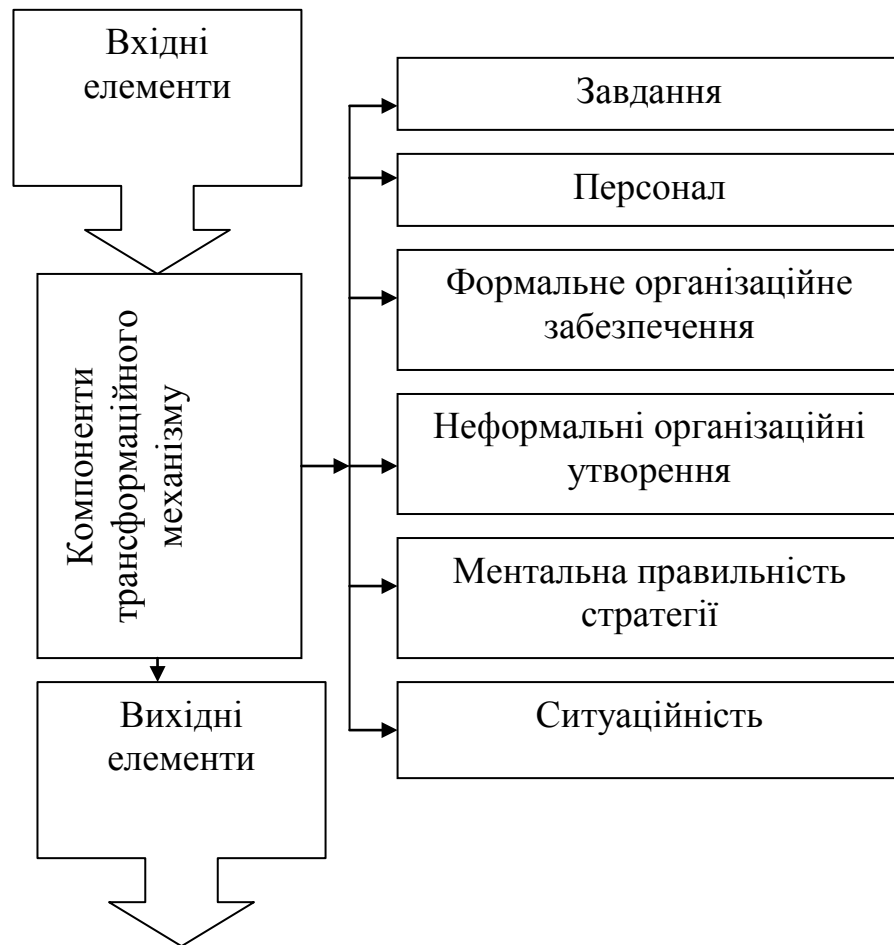 Вхідні
елементи
Компоненти
трансформаційного
механізму
Вихідні
елементи
Завдання
Персонал
Формальне організаційне
забезпечення
Неформальні організаційні
утворення
Ментальна правильність
стратегії
Ситуаційність